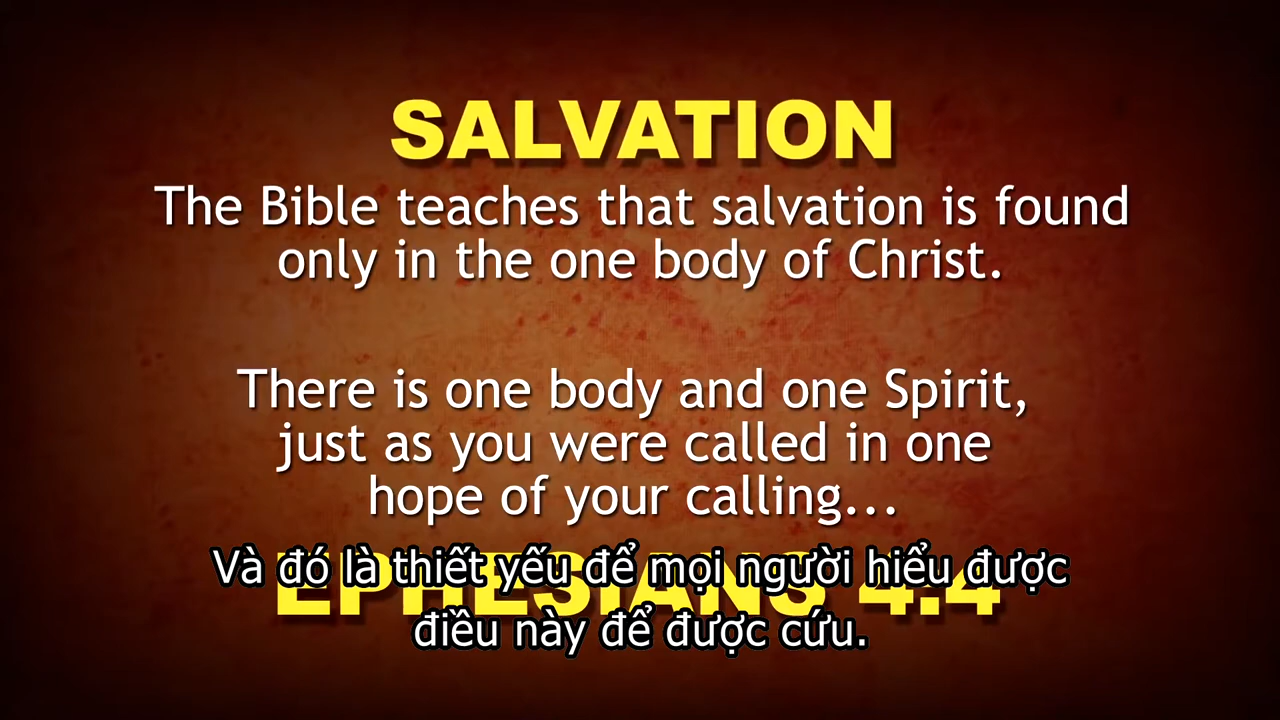 SALVATION
The Bible teaches that salvation is found
only in the one body of Christ.
There is one body and one Spirit,
just as you were called in one
hope of your calling...
EPHESIANS 4:4
Và đó là thiết yếu để mọi người hiểu được
điều này để được cứu.